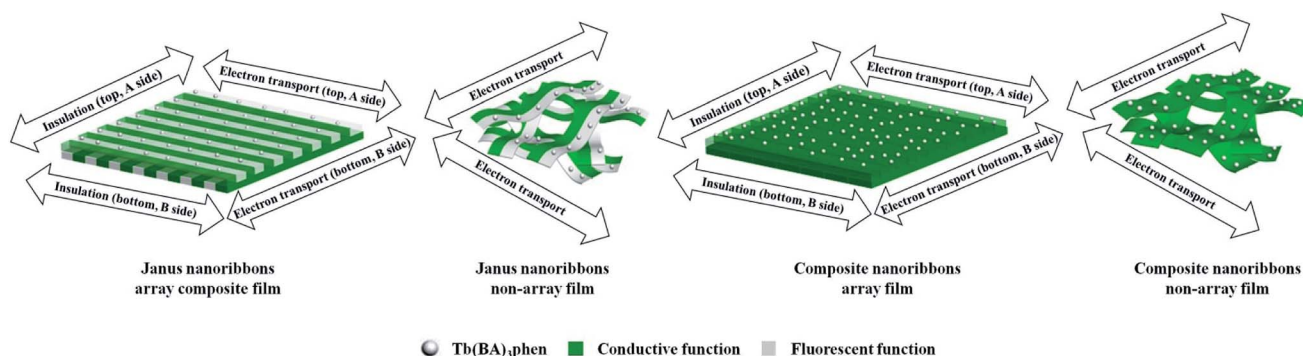 Insulation (top, A side)
Electron transport (top, A side)
Insulation (bottom, B side)
Electron transport (bottom, B side)
Electron transport
Electron transport
Insulation (top, A side)
Electron transport (top, A side)
Insulation (bottom, B side)
Electron transport (bottom, B side)
Electron transport
Electron transport
Janus nanoribbons
array composite film
Janus nanoribbons
non-array film
Composite nanoribbons
array film
Composite nanoribbons
non-array film
Tb(BA)₃phen Conductive function Fluorescent function